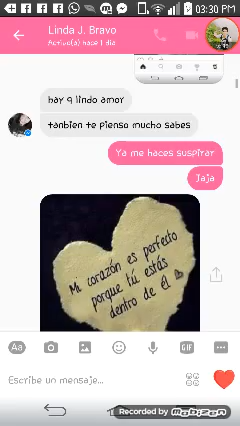 03:30 PM
Linda J. Bravo
Activo(a) hace 1 día
hay q lindo amor
tanbien te pienso mucho sabes
Ya me haces suspirar
Jaja
Mi corazón es perfecto
porque tú estás
dentro de él
Aa
GIF
Escribe un mensaje...
Recorded by Mobizen